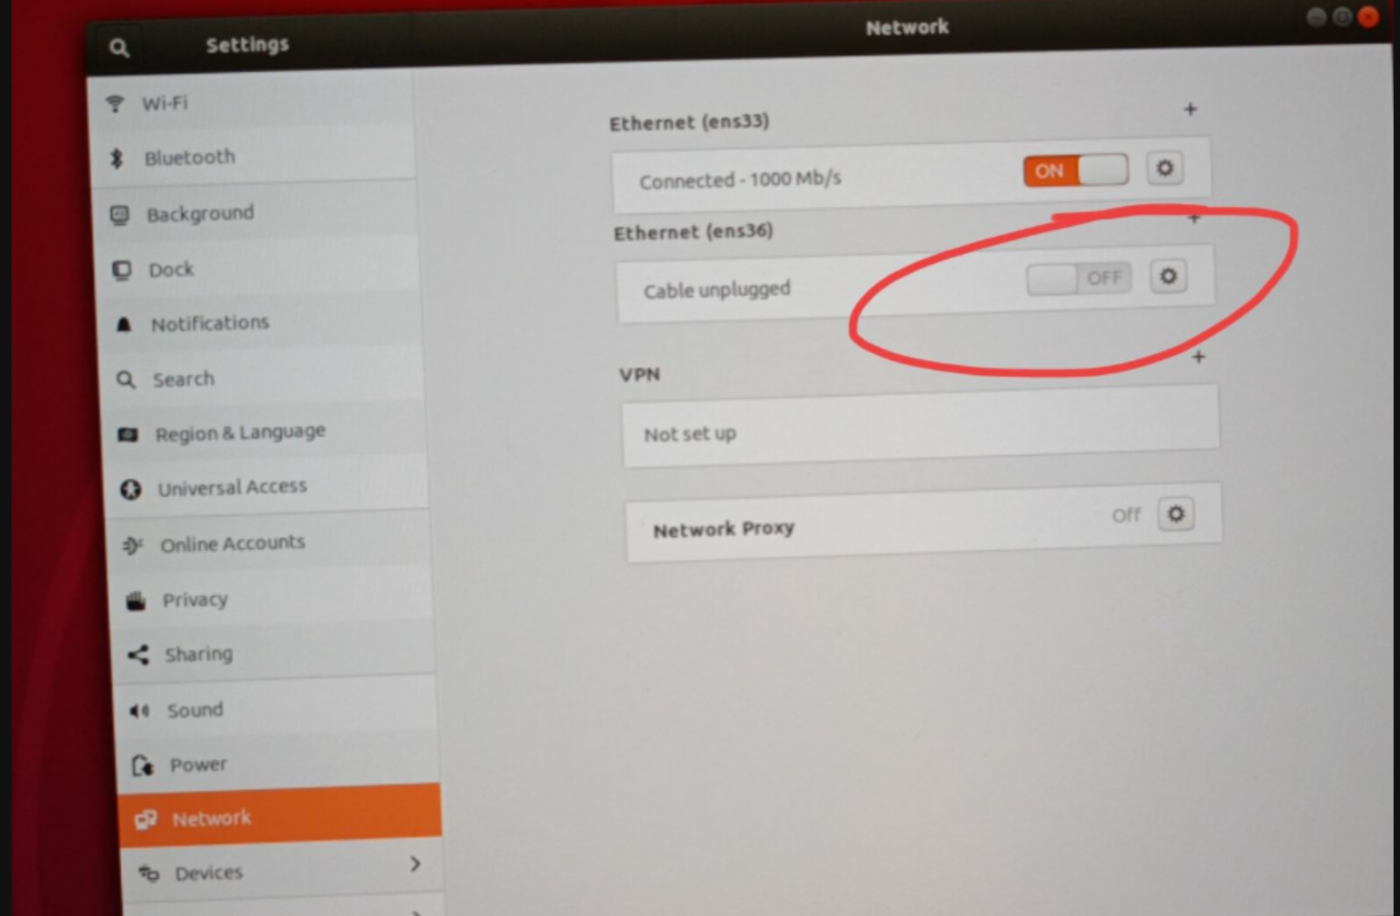 Settings
Network
Wi-Fi
Bluetooth
Background
Dock
Notifications
Search
Region & Language
Universal Access
Online Accounts
Privacy
Sharing
Sound
Power
Network
Devices
Ethernet (ens33)
Connected - 1000 Mb/s
ON
Ethernet (ens36)
Cable unplugged
OFF
VPN
Not set up
Network Proxy
Off